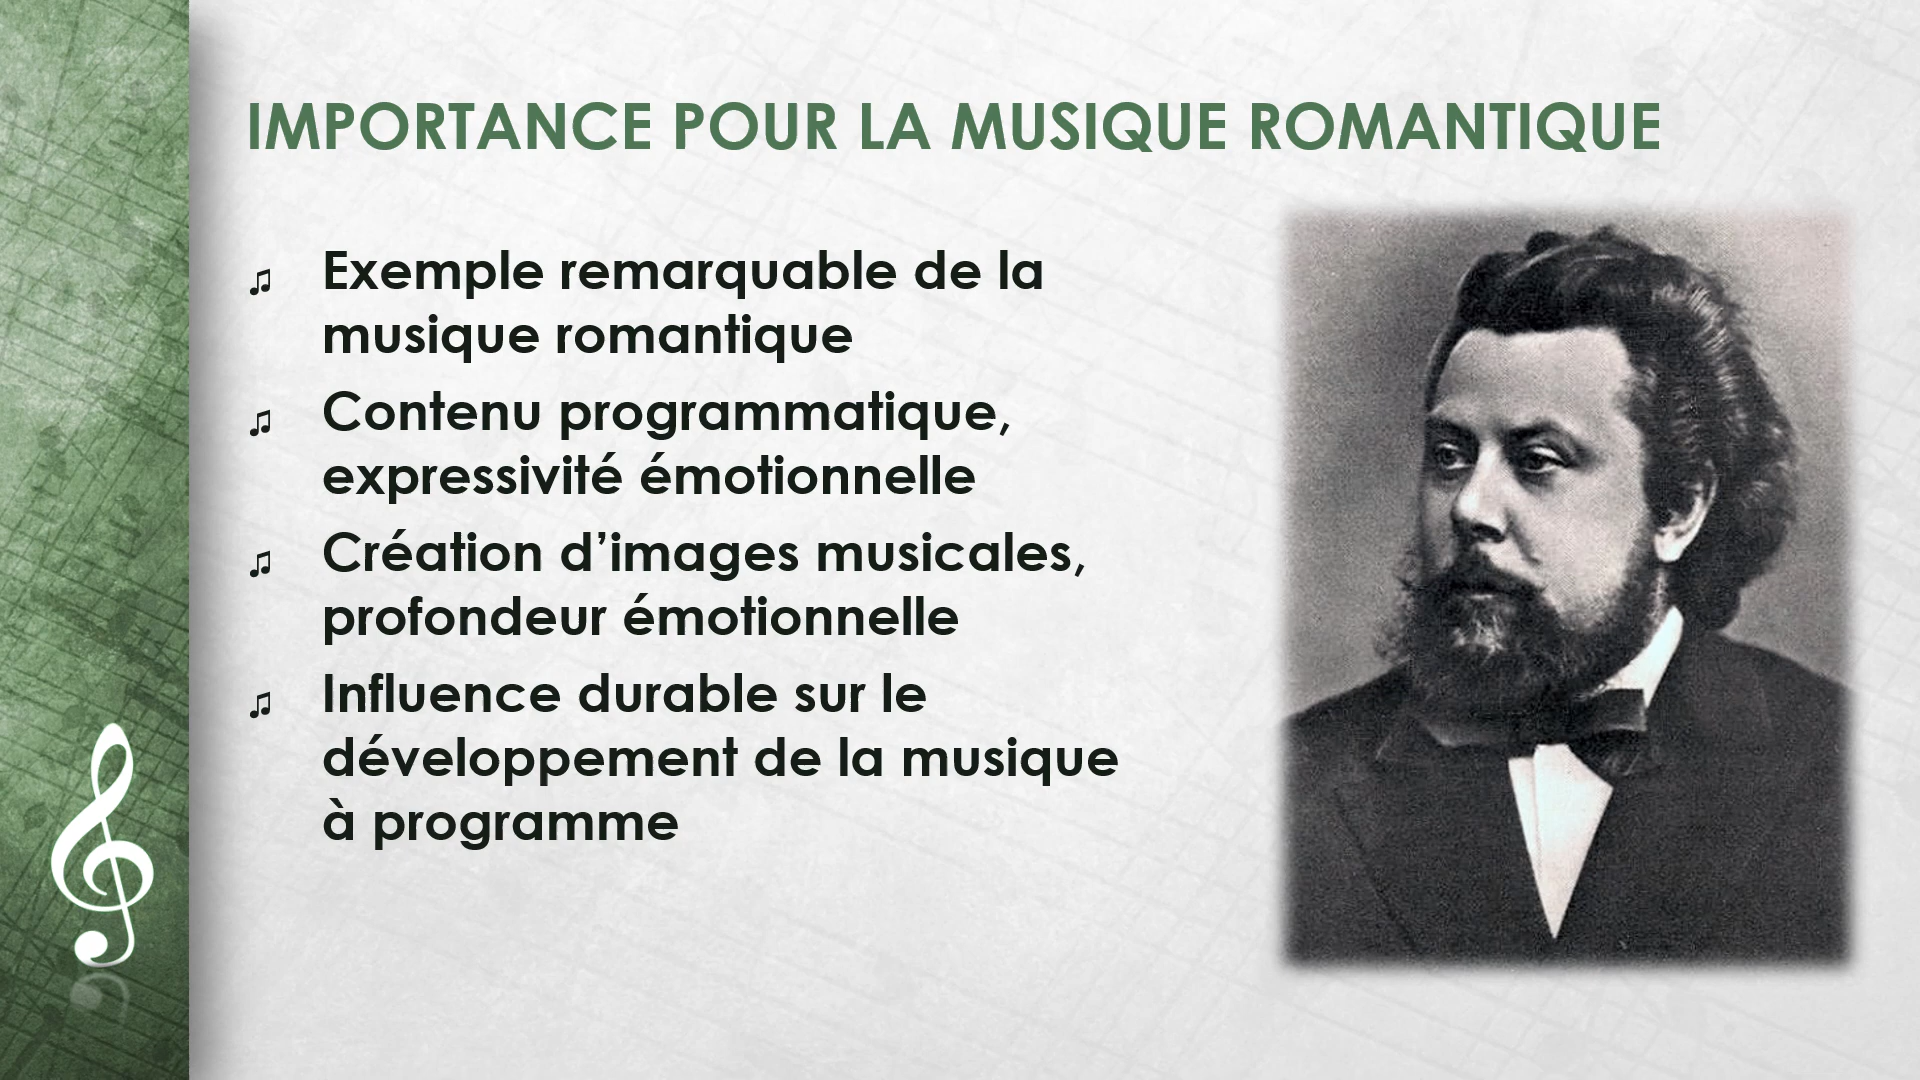 IMPORTANCE POUR LA MUSIQUE ROMANTIQUE
♫ Exemple remarquable de la
musique romantique
♫ Contenu programmatique,
expressivité émotionnelle
♫ Création d’images musicales,
profondeur émotionnelle
♫ Influence durable sur le
développement de la musique
à programme